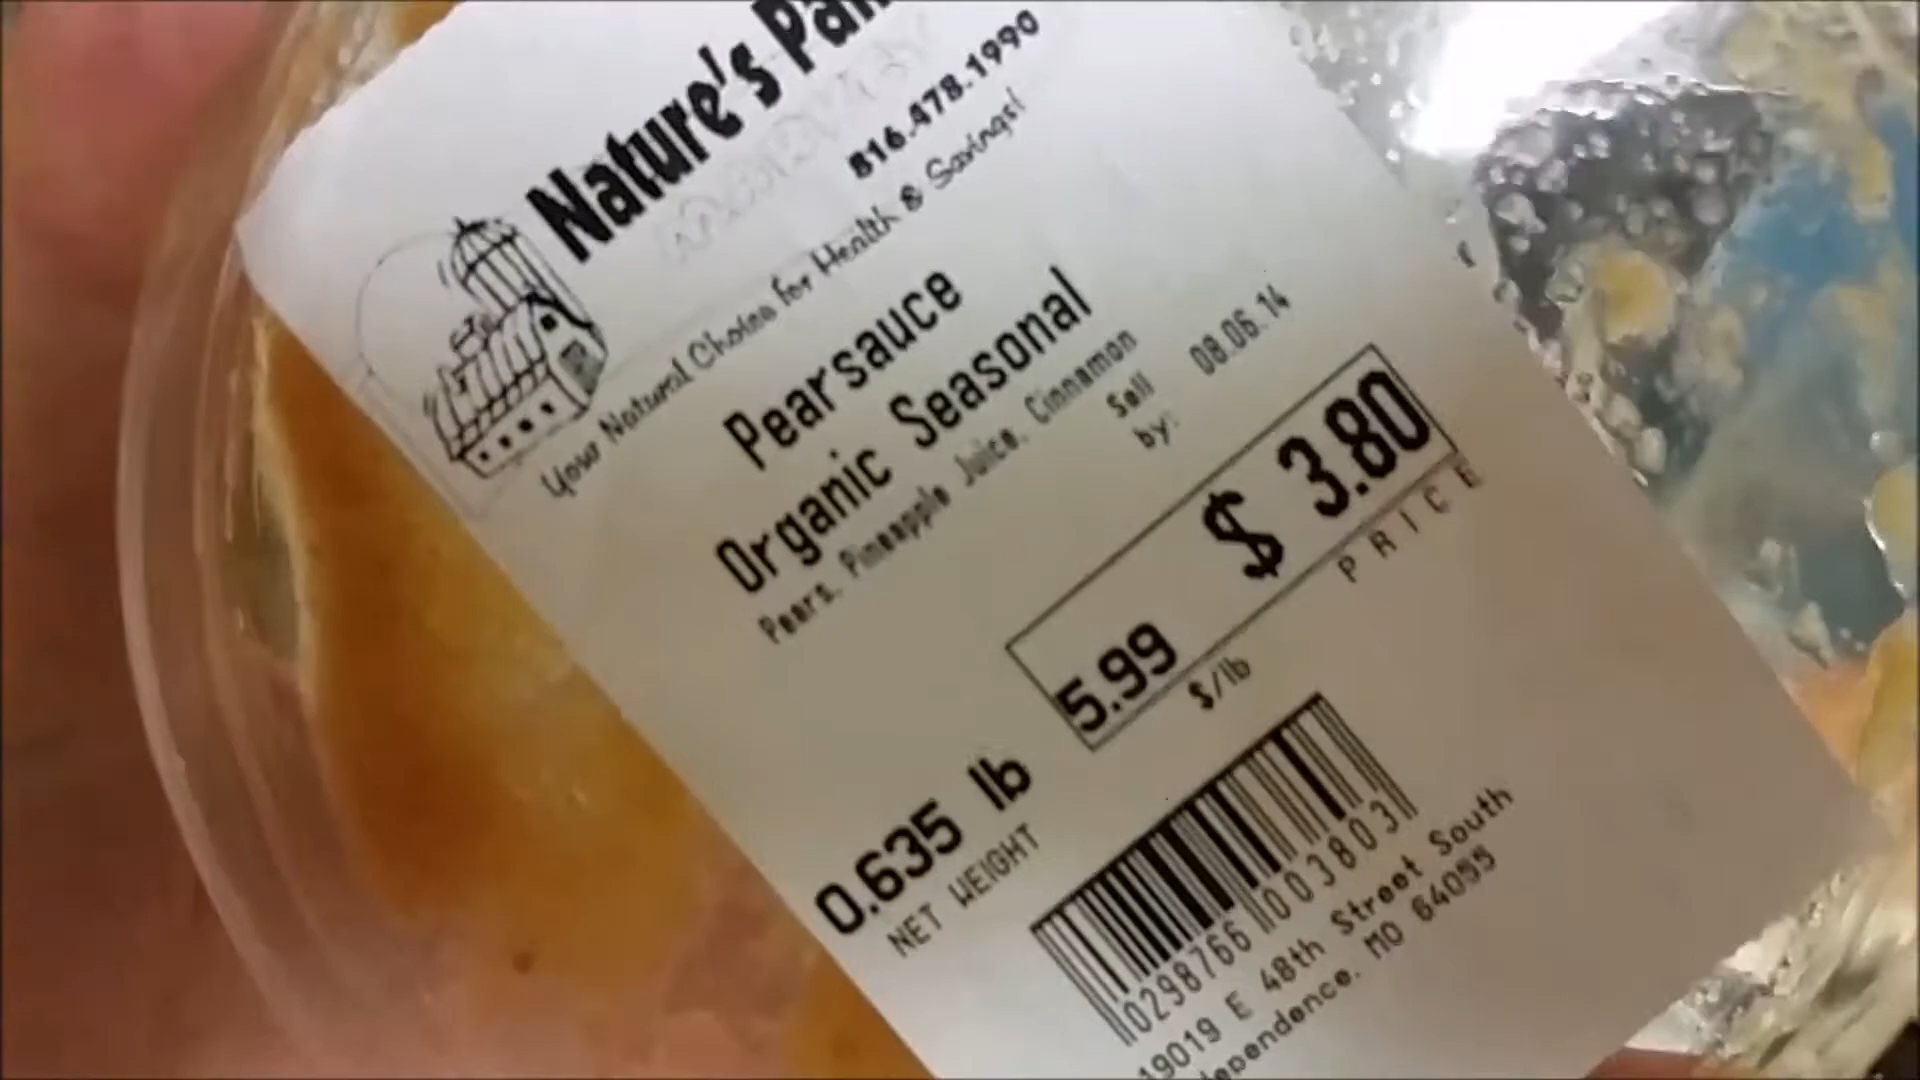 Nature's
816.478.1990
Your Natural Choice for Health & Savings!
Pearsauce
Organic Seasonal
Pears, Pineapple Juice, Cinnamon
Sell by: 08.06.14
$ 3.80
PRICE
5.99
$/lb
0.635 lb
NET WEIGHT
0298766 003803
19019 E 48th Street South
dependence, MO 64055